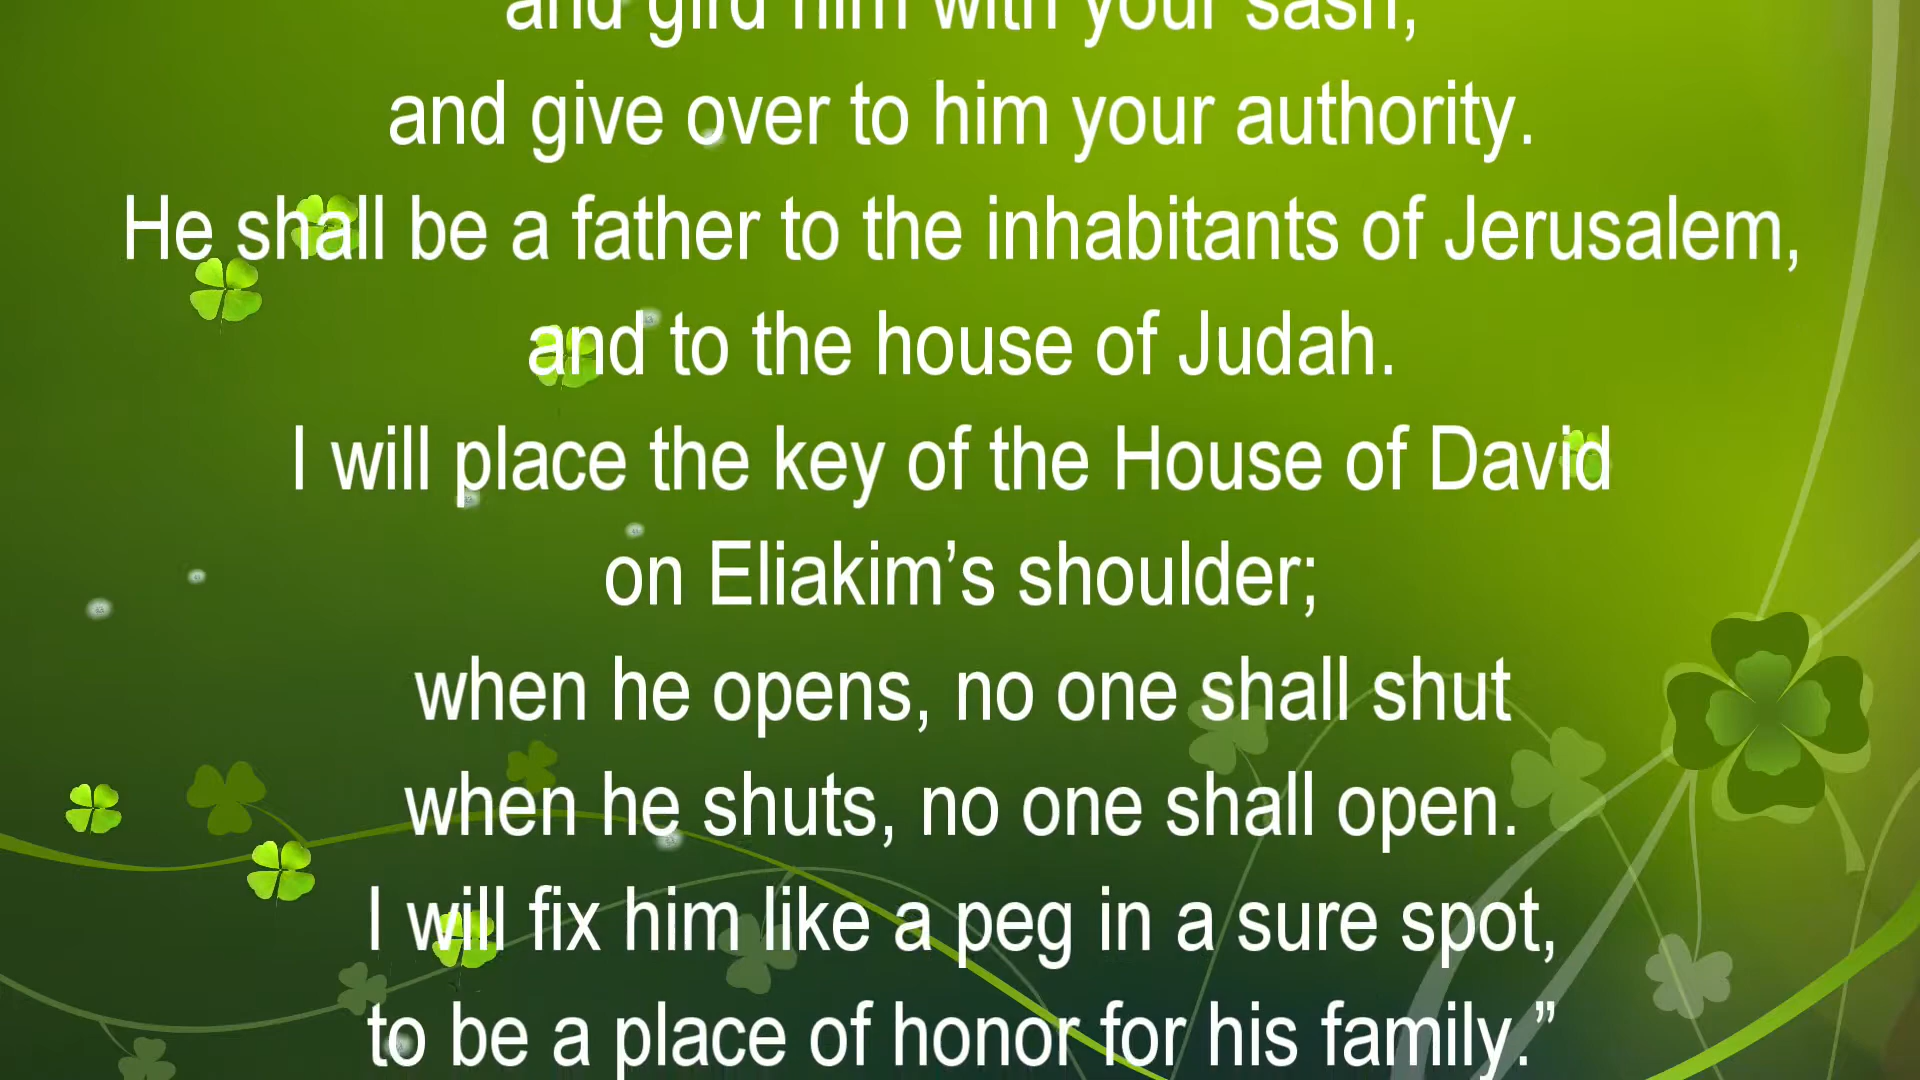 and gird him with your sash,
and give over to him your authority.
He shall be a father to the inhabitants of Jerusalem,
and to the house of Judah.
I will place the key of the House of David
on Eliakim’s shoulder;
when he opens, no one shall shut
when he shuts, no one shall open.
I will fix him like a peg in a sure spot,
to be a place of honor for his family.”